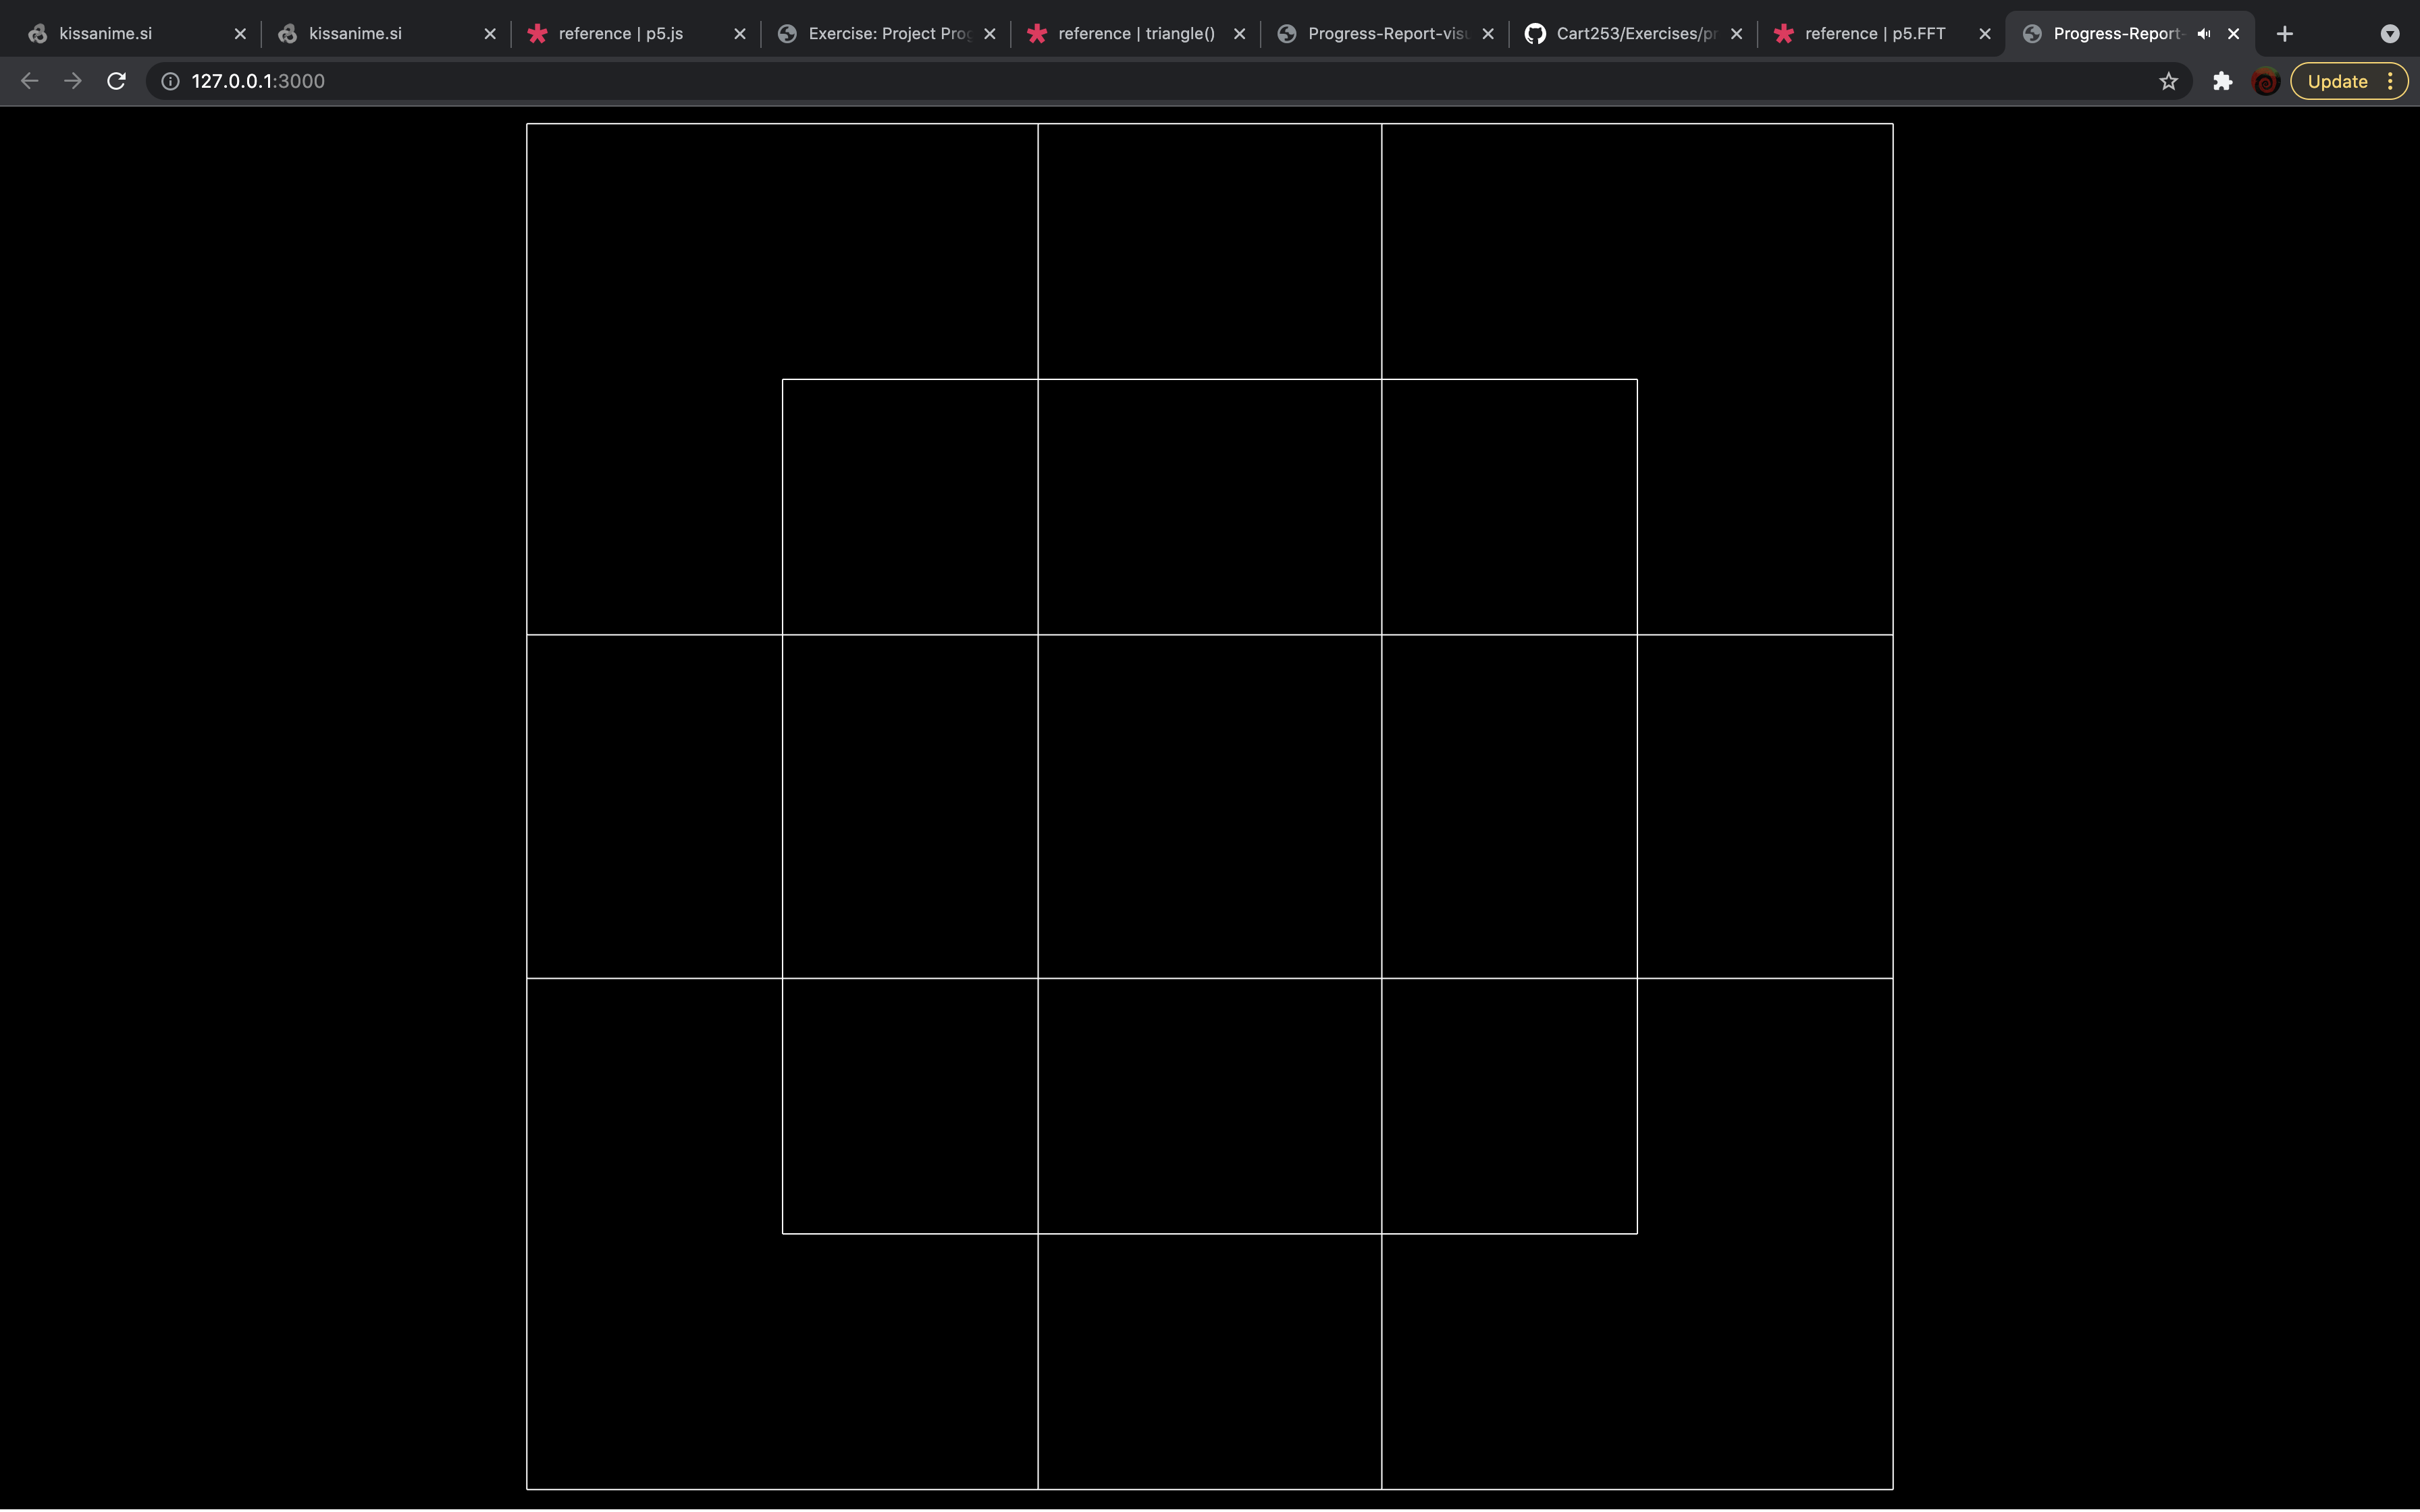 kissanime.si kissanime.si reference | p5.js Exercise: Project Prog reference | triangle() Progress-Report-visu Cart253/Exercises/pr reference | p5.FFT Progress-Report-
127.0.0.1:3000 Update